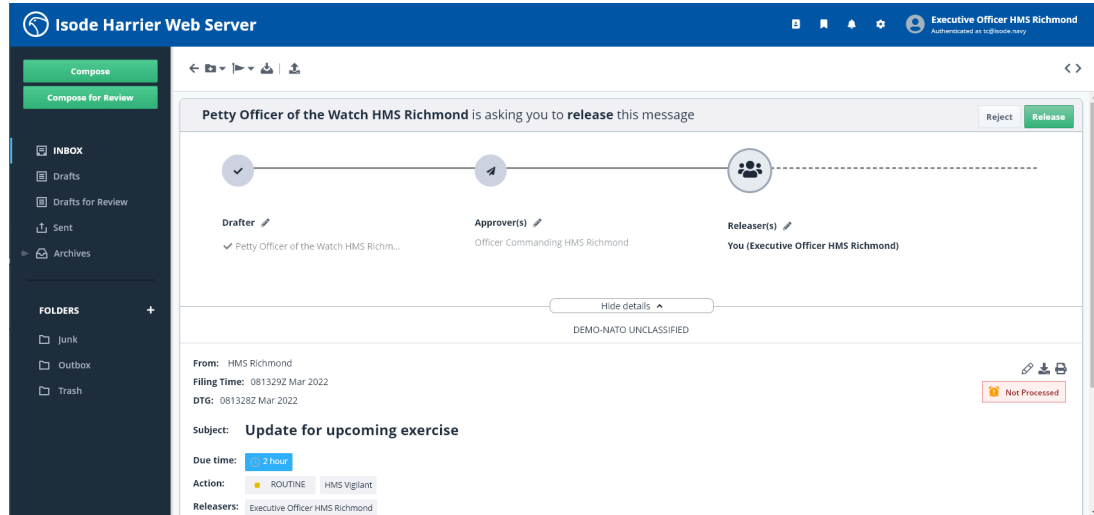 Isode Harrier Web Server
Executive Officer HMS Richmond
Authenticated as tc@isode.navy
Compose
Compose for Review
INBOX
Drafts
Drafts for Review
Sent
Archives
FOLDERS +
Junk
Outbox
Trash
Petty Officer of the Watch HMS Richmond is asking you to release this message
Reject
Release
Drafter
Petty Officer of the Watch HMS Richm...
Approver(s)
Officer Commanding HMS Richmond
Releaser(s)
You (Executive Officer HMS Richmond)
Hide details
DEMO-NATO UNCLASSIFIED
From: HMS Richmond
Filing Time: 081329Z Mar 2022
DTG: 081328Z Mar 2022
Not Processed
Subject: Update for upcoming exercise
Due time: 2 hour
Action: ROUTINE HMS Vigilant
Releasers: Executive Officer HMS Richmond